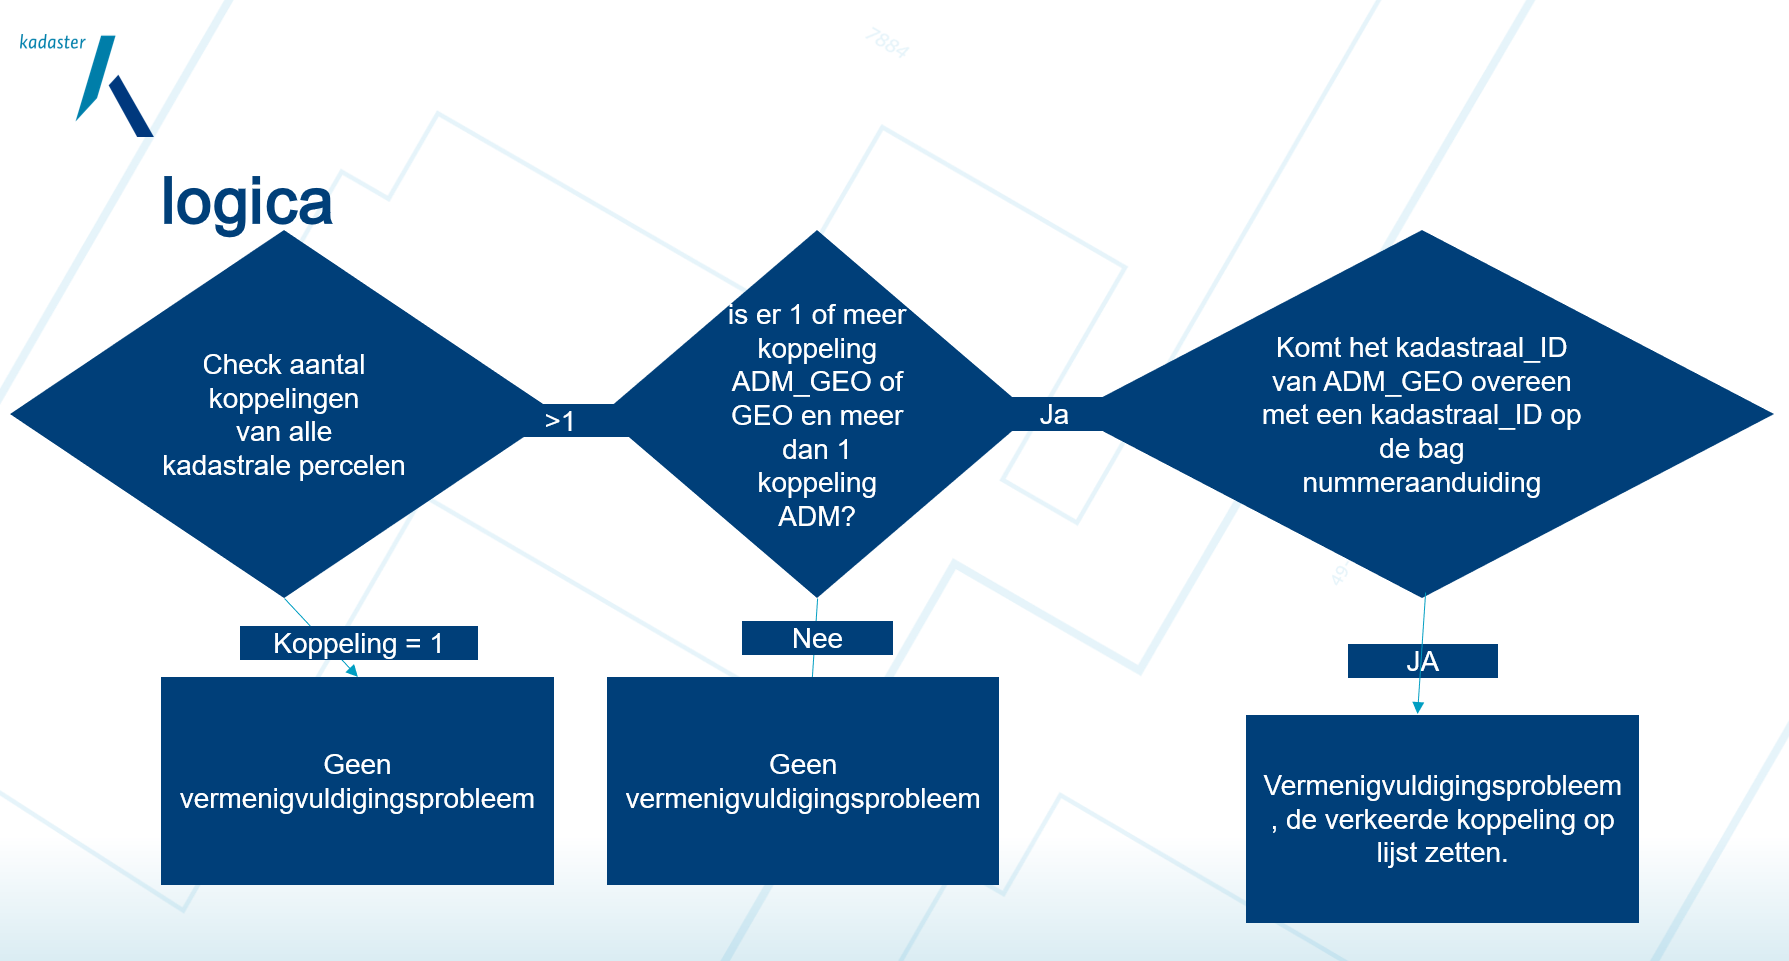 kadaster
7884
logica
Check aantal
koppelingen
van alle
kadastrale percelen
>1
is er 1 of meer
koppeling
ADM_GEO of
GEO en meer
dan 1
koppeling
ADM?
Ja
Komt het kadastraal_ID
van ADM_GEO overeen
met een kadastraal_ID op
de bag
nummeraanduiding
Koppeling = 1
Nee
JA
Geen
vermenigvuldigingsprobleem
Geen
vermenigvuldigingsprobleem
Vermenigvuldigingsprobleem
, de verkeerde koppeling op
lijst zetten.